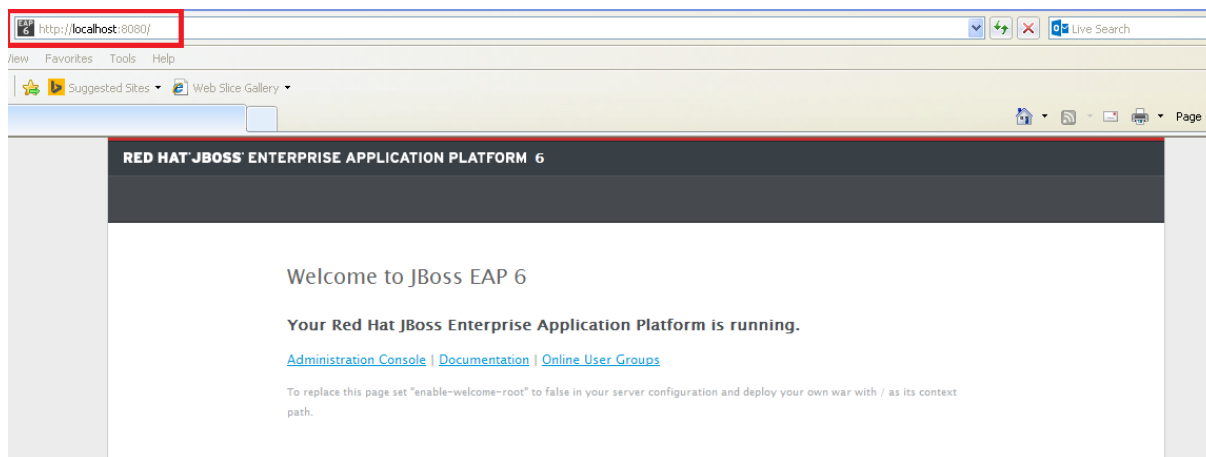 EAP
6 http://localhost:8080/ Live Search
View Favorites Tools Help
Suggested Sites Web Slice Gallery
Page
RED HAT JBOSS ENTERPRISE APPLICATION PLATFORM 6
Welcome to JBoss EAP 6
Your Red Hat JBoss Enterprise Application Platform is running.
Administration Console | Documentation | Online User Groups
To replace this page set "enable-welcome-root" to false in your server configuration and deploy your own war with / as its context
path.